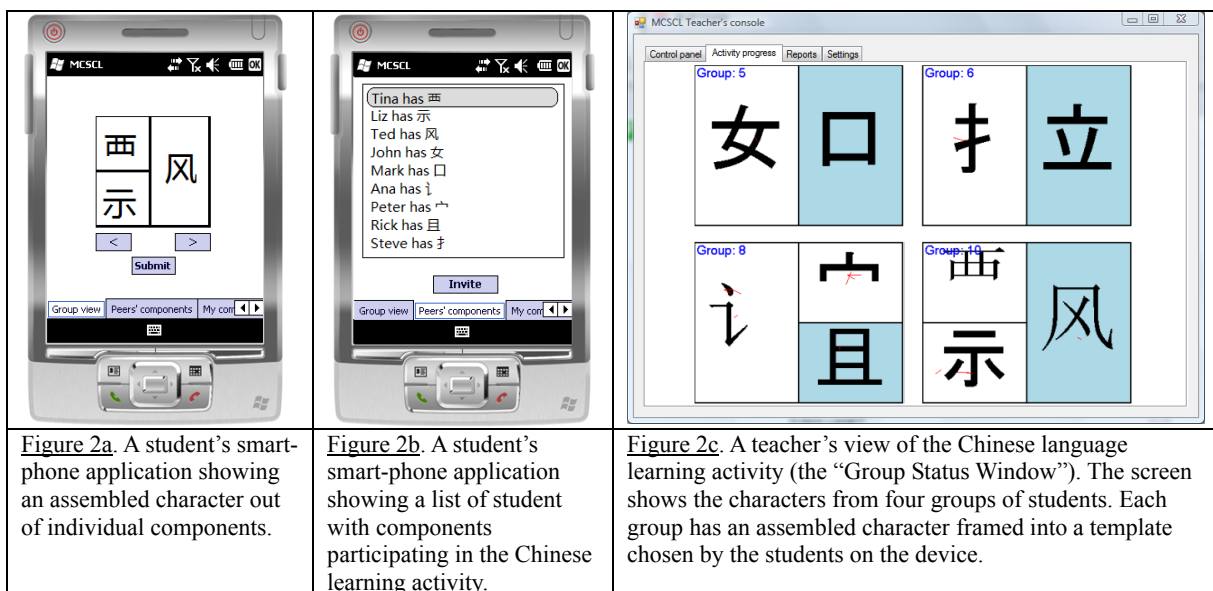 MCSCL
OK
覀
风
示
<
>
Submit
Group view
Peers' components
My com
MCSCL
OK
Tina has 覀
Liz has 示
Ted has 风
John has 女
Mark has 口
Ana has 讠
Peter has 宀
Rick has 且
Steve has 扌
Invite
Group view
Peers' components
My com
MCSCL Teacher's console
Control panel
Activity progress
Reports
Settings
Group: 5
女
口
Group: 6
扌
立
Group: 8
讠
宀
且
Group: 10
覀
示
风
Figure 2a. A student's smart-
phone application showing
an assembled character out
of individual components.
Figure 2b. A student's
smart-phone application
showing a list of student
with components
participating in the Chinese
learning activity.
Figure 2c. A teacher's view of the Chinese language
learning activity (the “Group Status Window”). The screen
shows the characters from four groups of students. Each
group has an assembled character framed into a template
chosen by the students on the device.